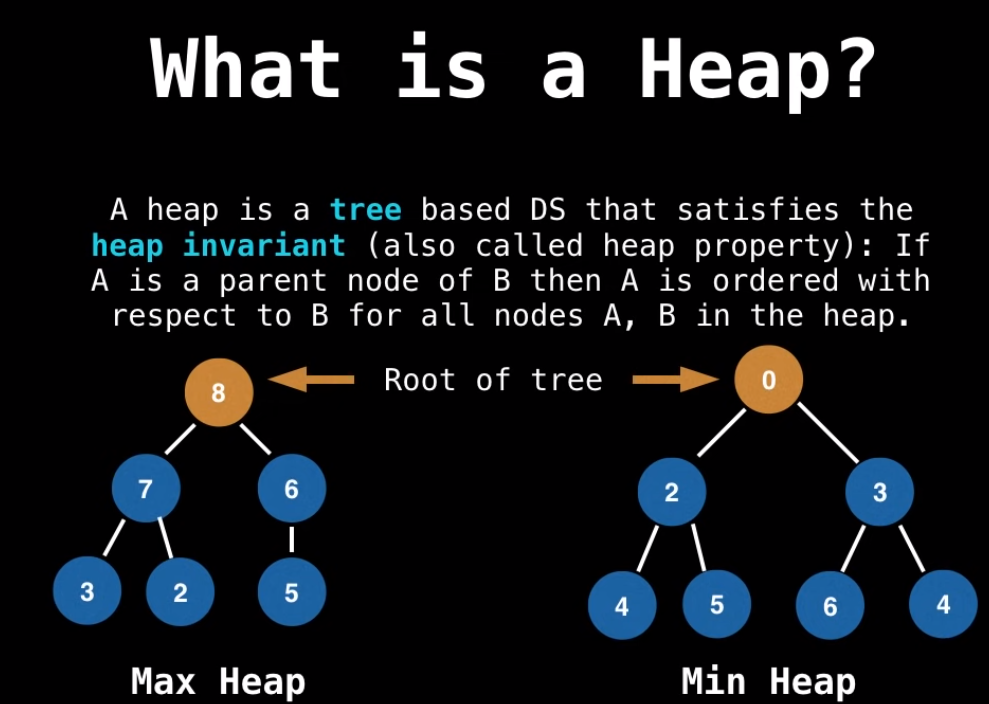 What is a Heap?
A heap is a tree based DS that satisfies the
heap invariant (also called heap property): If
A is a parent node of B then A is ordered with
respect to B for all nodes A, B in the heap.
Root of tree
8
7 6
3 2 5
Max Heap
0
2 3
4 5 6 4
Min Heap